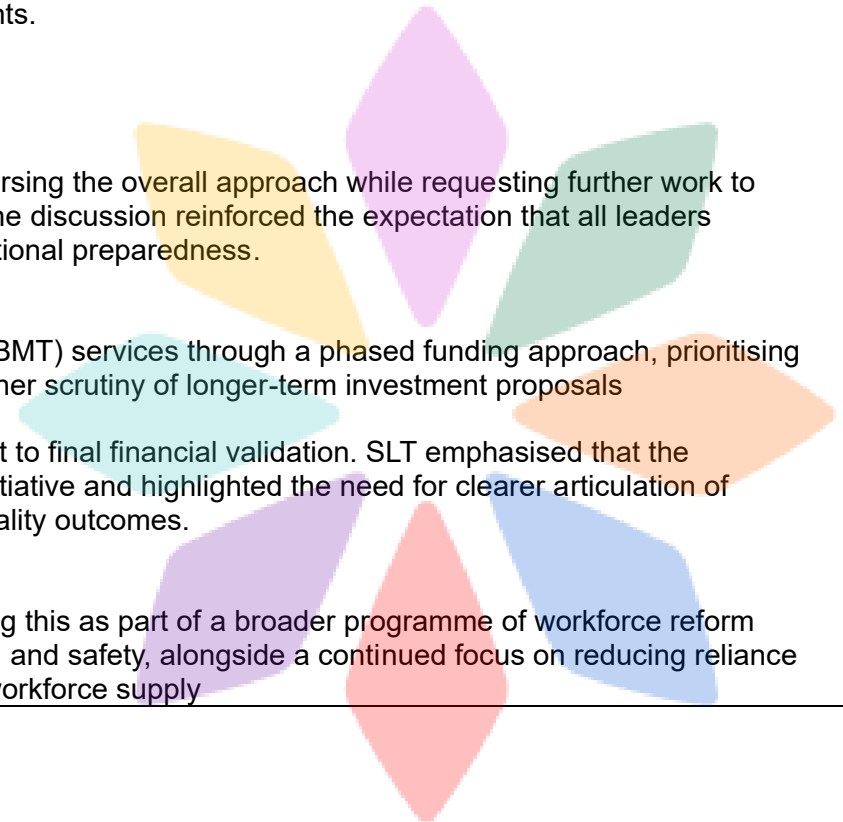 nts.
rsing the overall approach while requesting further work to
ne discussion reinforced the expectation that all leaders
tional preparedness.
BMT) services through a phased funding approach, prioritising
her scrutiny of longer-term investment proposals
t to final financial validation. SLT emphasised that the
tiative and highlighted the need for clearer articulation of
ality outcomes.
g this as part of a broader programme of workforce reform
and safety, alongside a continued focus on reducing reliance
workforce supply